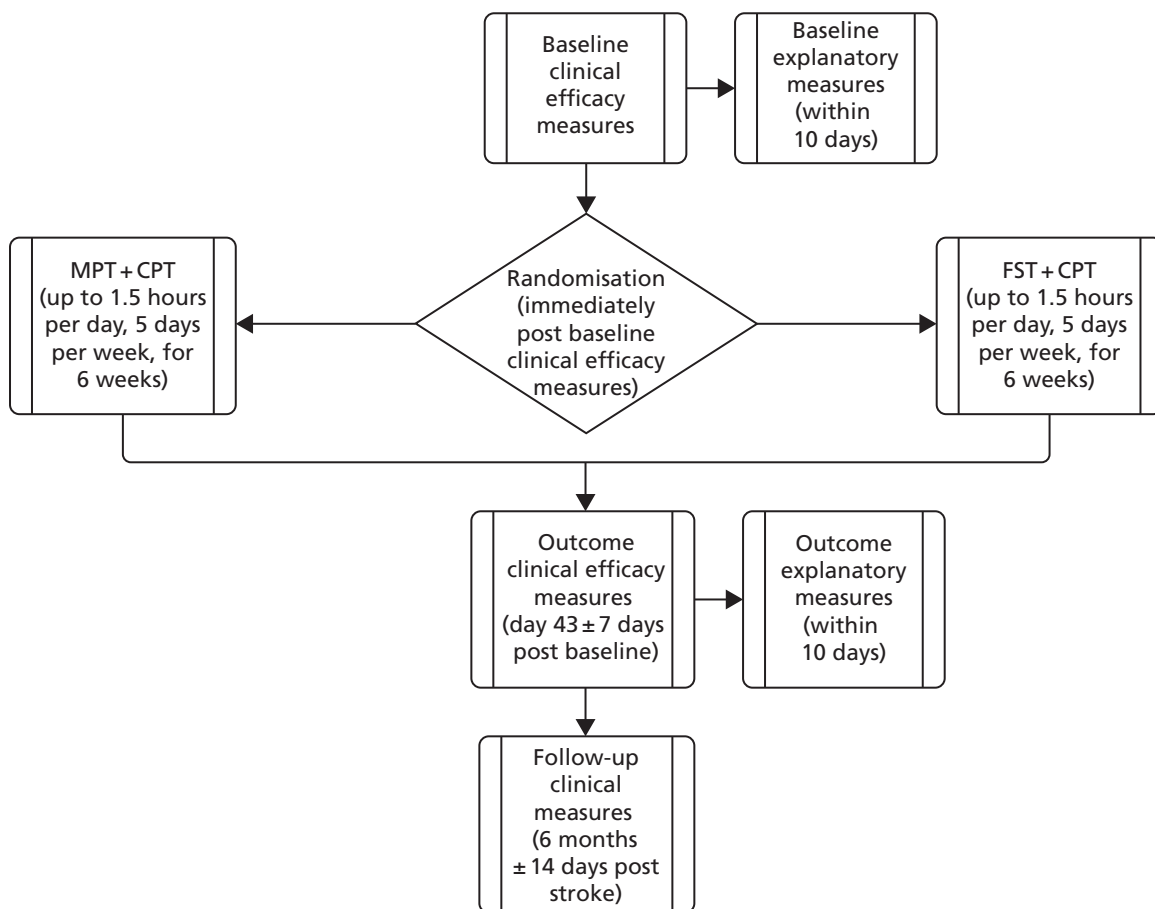 Baseline
clinical
efficacy
measures
Baseline
explanatory
measures
(within
10 days)
MPT + CPT
(up to 1.5 hours
per day, 5 days
per week, for
6 weeks)
Randomisation
(immediately
post baseline
clinical efficacy
measures)
FST + CPT
(up to 1.5 hours
per day, 5 days
per week, for
6 weeks)
Outcome
clinical efficacy
measures
(day 43 ± 7 days
post baseline)
Outcome
explanatory
measures
(within
10 days)
Follow-up
clinical
measures
(6 months
± 14 days post
stroke)